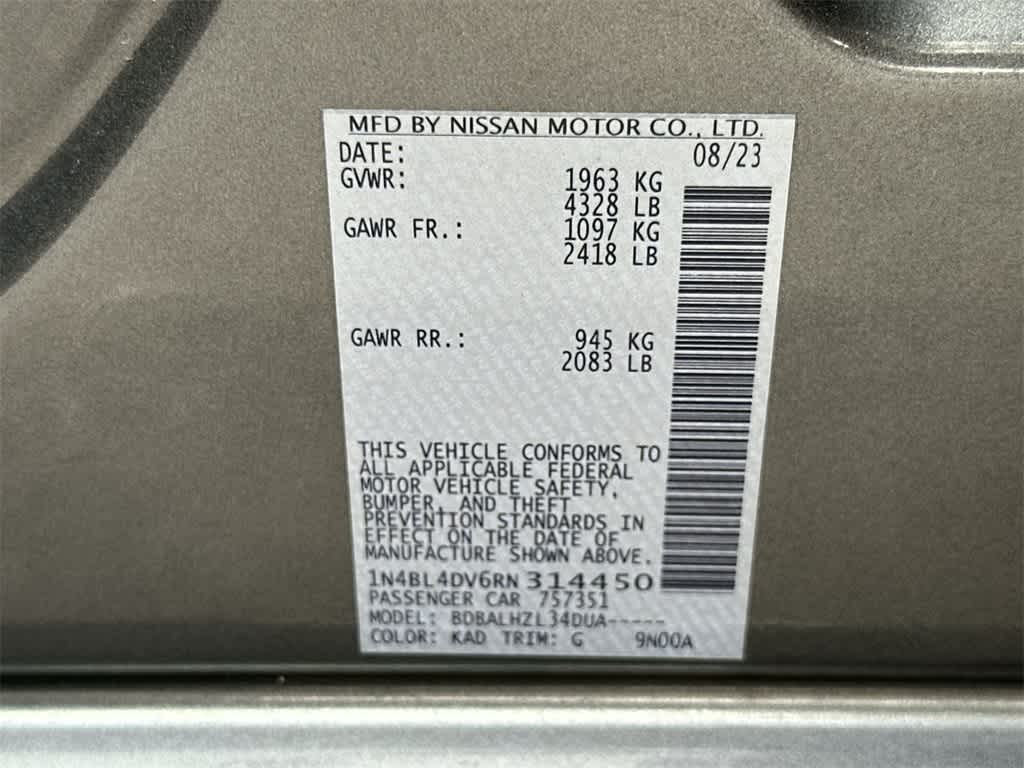 MFD BY NISSAN MOTOR CO., LTD.
DATE: 08/23
GVWR: 1963 KG
4328 LB
GAWR FR.: 1097 KG
2418 LB
GAWR RR.: 945 KG
2083 LB
THIS VEHICLE CONFORMS TO
ALL APPLICABLE FEDERAL
MOTOR VEHICLE SAFETY,
BUMPER, AND THEFT
PREVENTION STANDARDS IN
EFFECT ON THE DATE OF
MANUFACTURE SHOWN ABOVE.
1N4BL4DV6RN 314450
PASSENGER CAR 757351
MODEL: BDBALHZL34DUA-----
COLOR: KAD TRIM: G 9N00A